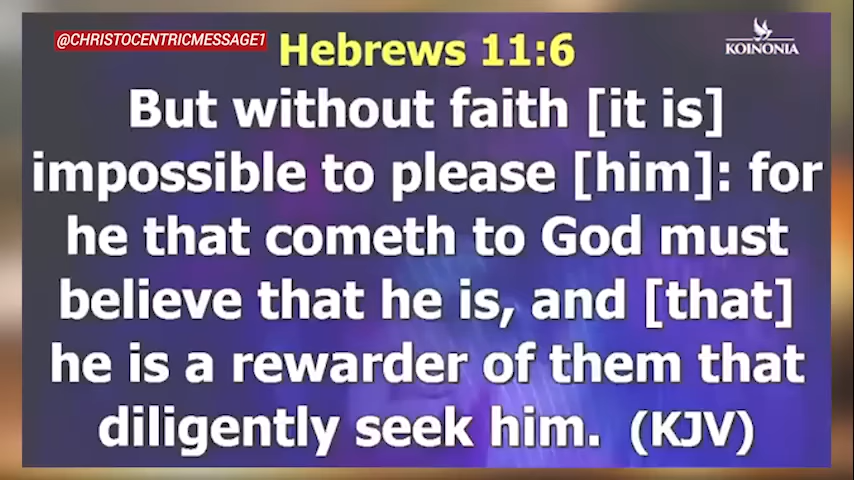 @CHRISTOCENTRICMESSAGE1
KOINONIA
Hebrews 11:6
But without faith [it is]
impossible to please [him]: for
he that cometh to God must
believe that he is, and [that]
he is a rewarder of them that
diligently seek him. (KJV)